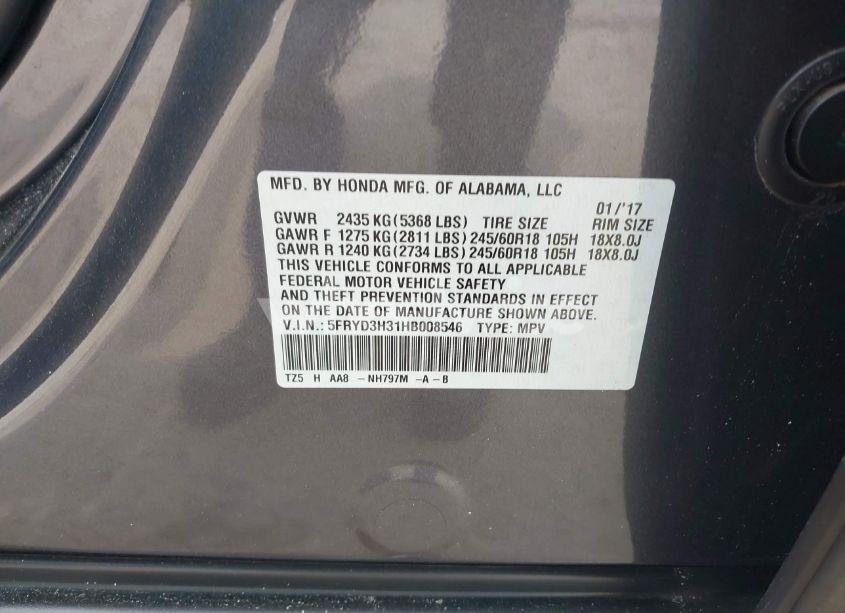 MFD. BY HONDA MFG. OF ALABAMA, LLC
01/'17
GVWR 2435 KG(5368 LBS) TIRE SIZE RIM SIZE
GAWR F 1275 KG(2811 LBS) 245/60R18 105H 18X8.0J
GAWR R 1240 KG(2734 LBS) 245/60R18 105H 18X8.0J
THIS VEHICLE CONFORMS TO ALL APPLICABLE
FEDERAL MOTOR VEHICLE SAFETY
AND THEFT PREVENTION STANDARDS IN EFFECT
ON THE DATE OF MANUFACTURE SHOWN ABOVE.
V.I.N.: 5FRYD3H31HB008546 TYPE: MPV
TZ5 H AA8 -NH797M -A-B